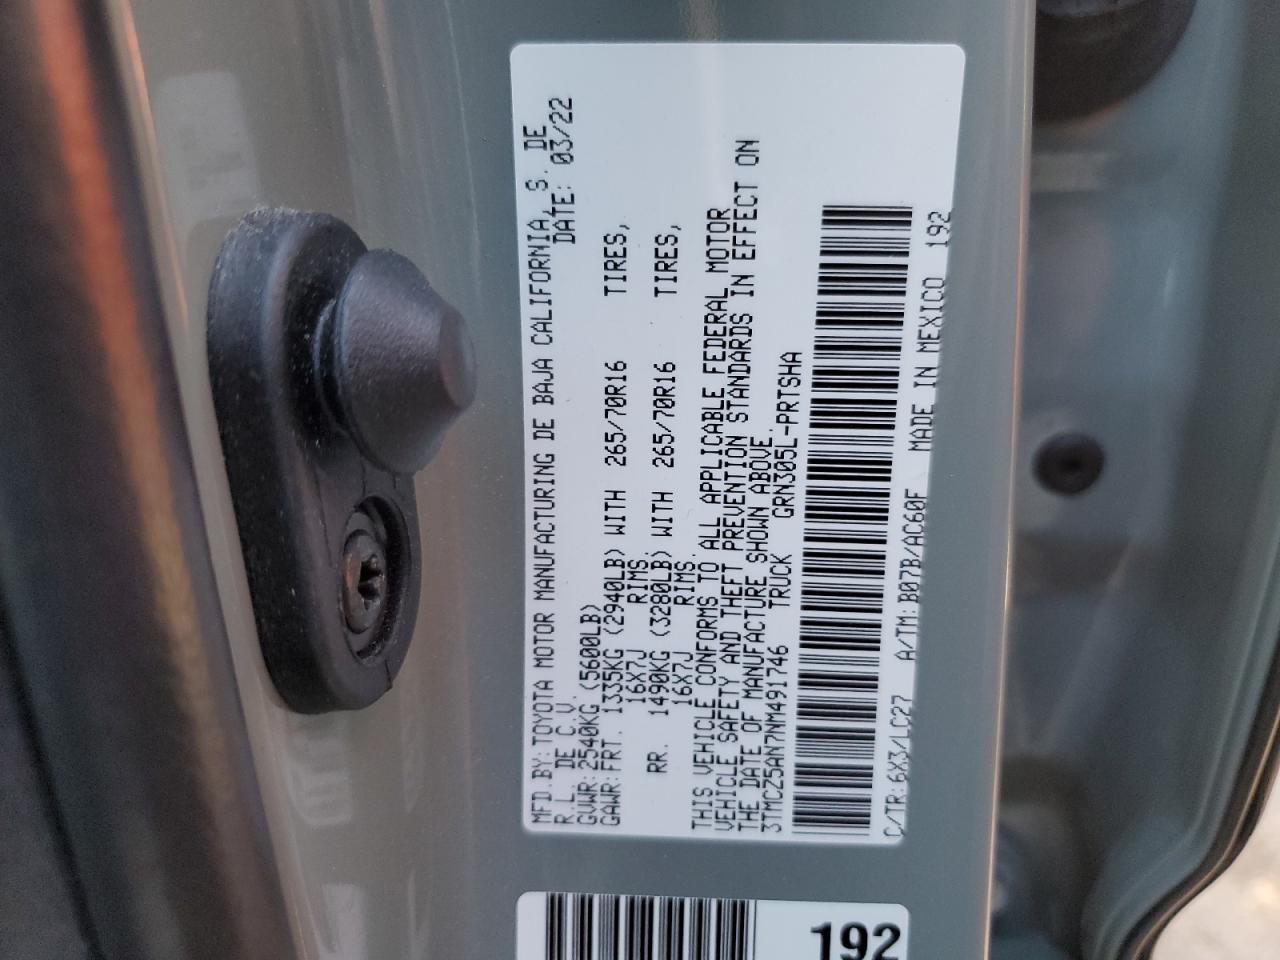 MFD.BY:TOYOTA MOTOR MANUFACTURING DE BAJA CALIFORNIA, S. DE
R.L. DE C.V. DATE: 03/22
GVWR:2540KG (5600LB)
GAWR:FRT. 1335KG (2940LB) WITH 265/70R16 TIRES,
16X7J RIMS
RR. 1490KG (3280LB) WITH 265/70R16 TIRES,
16X7J RIMS.
THIS VEHICLE CONFORMS TO ALL APPLICABLE FEDERAL MOTOR
VEHICLE SAFETY AND THEFT PREVENTION STANDARDS IN EFFECT ON
THE DATE OF MANUFACTURE SHOWN ABOVE.
3TMCZ5AN7NM491746 TRUCK GRN305L-PRTSHA
C/TR:6X3/LC27 A/TM:B07B/AC60F MADE IN MEXICO 192
192